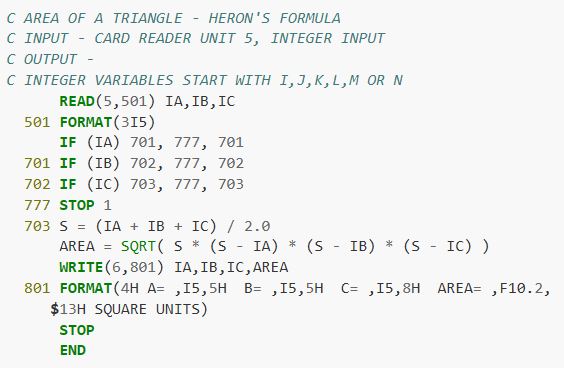 C AREA OF A TRIANGLE - HERON'S FORMULA
C INPUT - CARD READER UNIT 5, INTEGER INPUT
C OUTPUT -
C INTEGER VARIABLES START WITH I,J,K,L,M OR N
      READ(5,501) IA,IB,IC
  501 FORMAT(3I5)
      IF (IA) 701, 777, 701
  701 IF (IB) 702, 777, 702
  702 IF (IC) 703, 777, 703
  777 STOP 1
  703 S = (IA + IB + IC) / 2.0
      AREA = SQRT( S * (S - IA) * (S - IB) * (S - IC) )
      WRITE(6,801) IA,IB,IC,AREA
  801 FORMAT(4H A= ,I5,5H  B= ,I5,5H  C= ,I5,8H  AREA= ,F10.2,
     $13H SQUARE UNITS)
      STOP
      END